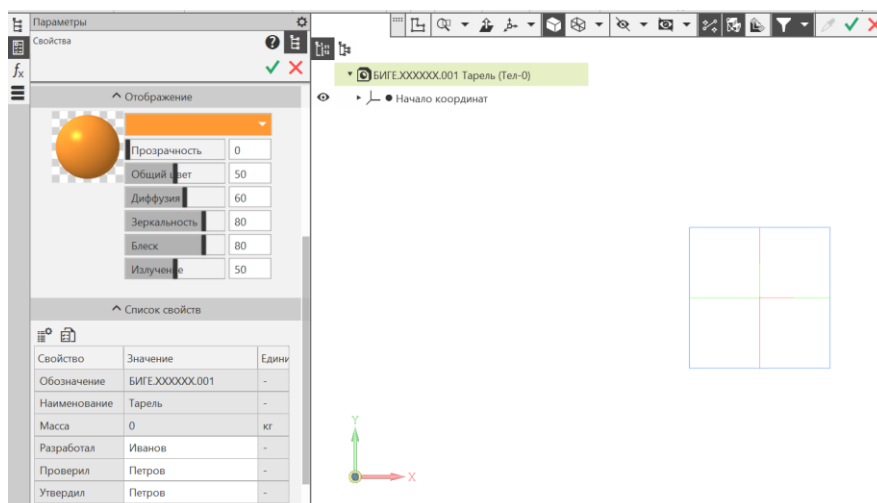 Параметры
Свойства
Отображение
Прозрачность 0
Общий цвет 50
Диффузия 60
Зеркальность 80
Блеск 80
Излучение 50
Список свойств
Свойство Значение Едини
Обозначение БИГЕ.XXXXXX.001 -
Наименование Тарель -
Масса 0 кг
Разработал Иванов -
Проверил Петров -
Утвердил Петров -
БИГЕ.XXXXXX.001 Тарель (Тел-0)
Начало координат
Y
X